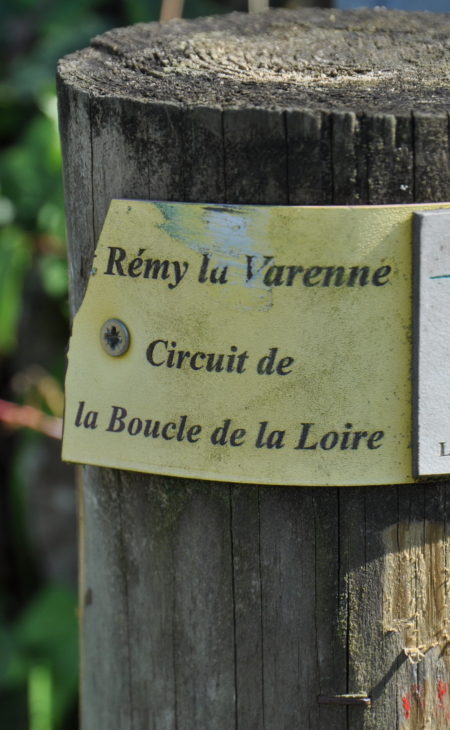 t Rémy la Varenne
Circuit de
la Boucle de la Loire
L